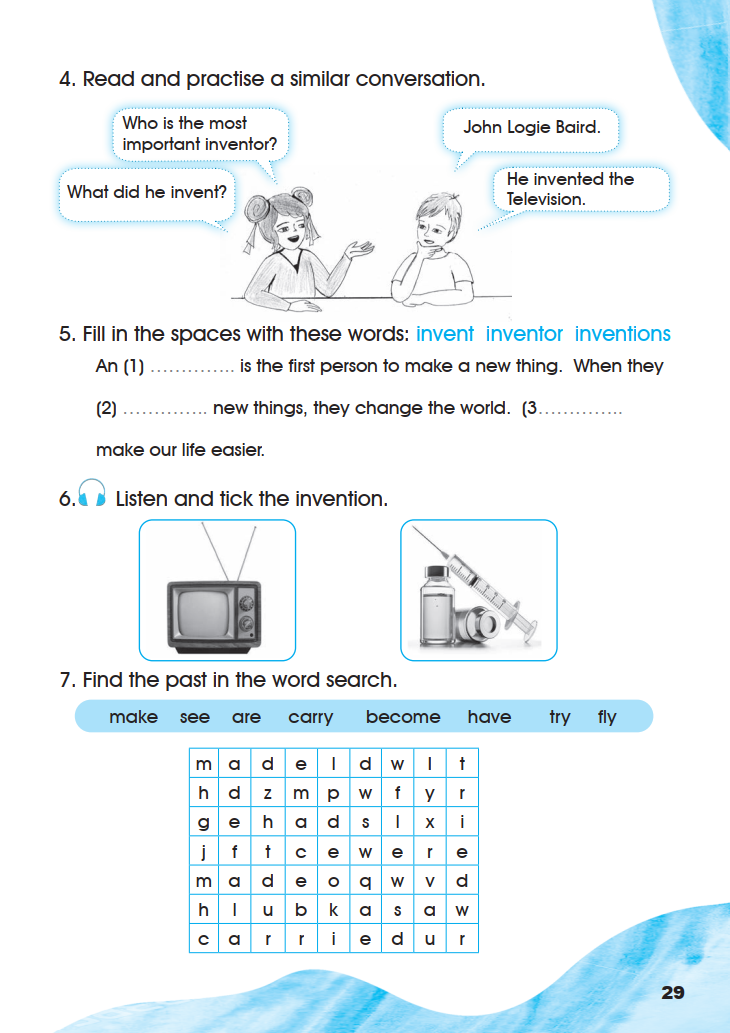 4. Read and practise a similar conversation.
Who is the most
important inventor?
John Logie Baird.
What did he invent?
He invented the
Television.
5. Fill in the spaces with these words: invent inventor inventions
An (1) .............. is the first person to make a new thing. When they
(2) .............. new things, they change the world. (3..............
make our life easier.
6. Listen and tick the invention.
7. Find the past in the word search.
make see are carry become have try fly
m a d e l d w l t
h d z m p w f y r
g e h a d s l x i
j f t c e w e r e
m a d e o q w v d
h l u b k a s a w
c a r r i e d u r
29